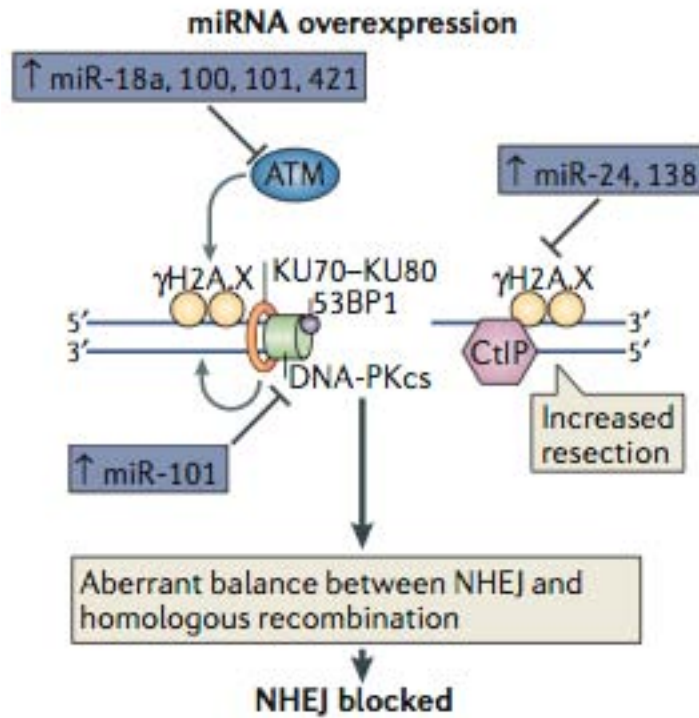 miRNA overexpression
↑ miR-18a, 100, 101, 421
ATM
↑ miR-24, 138
γH2A.X
KU70–KU80
53BP1
γH2A.X
5′
3′
3′
5′
CtIP
DNA-PKcs
Increased
resection
↑ miR-101
Aberrant balance between NHEJ and
homologous recombination
NHEJ blocked